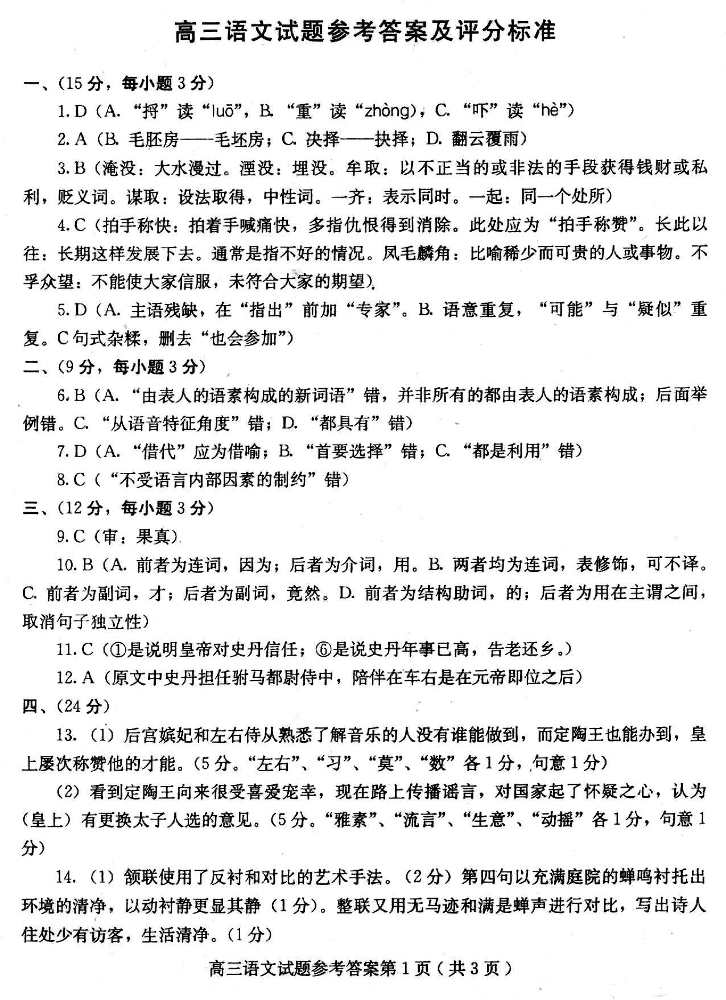 高三语文试题参考答案及评分标准
一、（15 分，每小题 3 分）
1. D（A. “捋”读“luō”，B. “重”读“zhòng），C. “吓”读“hè”）
2. A（B. 毛胚房——毛坯房；C. 决择——抉择；D. 翻云覆雨）
3. B（淹没：大水漫过。湮没：埋没。牟取：以不正当的或非法的手段获得钱财或私
利，贬义词。谋取：设法取得，中性词。一齐：表示同时。一起：同一个处所）
4. C（拍手称快：拍着手喊痛快，多指仇恨得到消除。此处应为“拍手称赞”。长此以
往：长期这样发展下去。通常是指不好的情况。凤毛麟角：比喻稀少而可贵的人或事物。不
孚众望：不能使大家信服，未符合大家的期望）.
5. D（A. 主语残缺，在“指出”前加“专家”。B. 语意重复，“可能”与“疑似”重
复。C 句式杂糅，删去“也会参加”）
二、（9 分，每小题 3 分）
6. B（A. “由表人的语素构成的新词语”错，并非所有的都由表人的语素构成；后面举
例错。C. “从语音特征角度”错；D. “都具有”错）
7. D（A. “借代”应为借喻；B. “首要选择”错；C. “都是利用”错）
8. C（ “不受语言内部因素的制约”错）
三、（12 分，每小题 3 分）
9. C（审：果真）
10. B（A. 前者为连词，因为；后者为介词，用。B. 两者均为连词，表修饰，可不译。
C. 前者为副词，才；后者为副词，竟然。D. 前者为结构助词，的；后者为用在主谓之间，
取消句子独立性）
11. C（①是说明皇帝对史丹信任；⑥是说史丹年事已高，告老还乡。）
12. A（原文中史丹担任驸马都尉侍中，陪伴在车右是在元帝即位之后）
四、（24 分）
13. （1）后宫嫔妃和左右侍从熟悉了解音乐的人没有谁能做到，而定陶王也能办到，皇
上屡次称赞他的才能。（5 分。“左右”、“习”、“莫”、“数”各 1 分，句意 1 分）
（2）看到定陶王向来很受喜爱宠幸，现在路上传播谣言，对国家起了怀疑之心，认为
（皇上）有更换太子人选的意见。（5 分。“雅素”、“流言”、“生意”、“动摇”各 1 分，句意 1
分）
14. （1）额联使用了反衬和对比的艺术手法。（2 分）第四句以充满庭院的蝉鸣衬托出
环境的清净，以动衬静更显其静（1 分）。整联又用无马迹和满是蝉声进行对比，写出诗人
住处少有访客，生活清净。（1 分）
高三语文试题参考答案第 1 页（ 共 3 页 ）